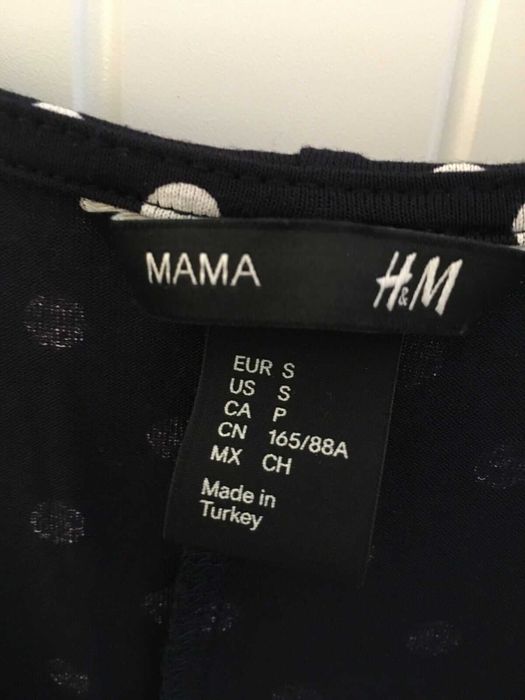 MAMA H&M
EUR S
US S
CA P
CN 165/88A
MX CH
Made in
Turkey